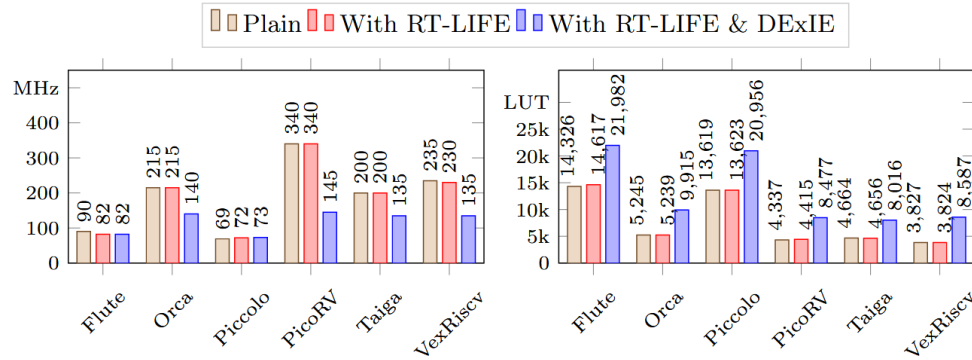 Plain With RT-LIFE With RT-LIFE & DExIE
MHz
400
300
200
100
0
90 82 82
215 215 140
69 72 73
340 340 145
200 200 135
235 230 135
Flute Orca Piccolo PicoRV Taiga VexRiscv
LUT
25k
20k
15k
10k
5k
0
14,326 14,617 21,982
5,245 5,239 9,915
13,619 13,623 20,956
4,337 4,415 8,477
4,664 4,656 8,016
3,827 3,824 8,587
Flute Orca Piccolo PicoRV Taiga VexRiscv